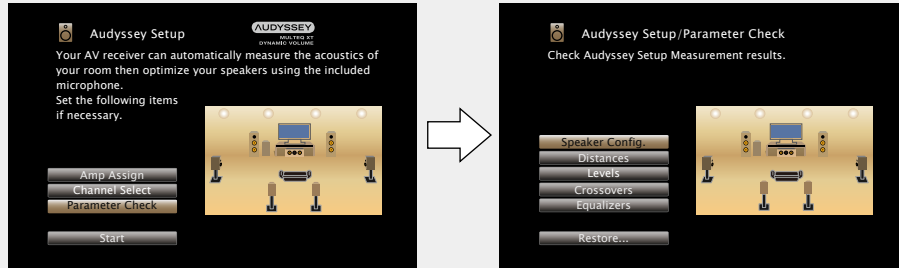 Audyssey Setup
AUDYSSEY
MULTEQ XT
DYNAMIC VOLUME
Your AV receiver can automatically measure the acoustics of
your room then optimize your speakers using the included
microphone.
Set the following items
if necessary.
Amp Assign
Channel Select
Parameter Check
Start
Audyssey Setup/Parameter Check
Check Audyssey Setup Measurement results.
Speaker Config.
Distances
Levels
Crossovers
Equalizers
Restore...